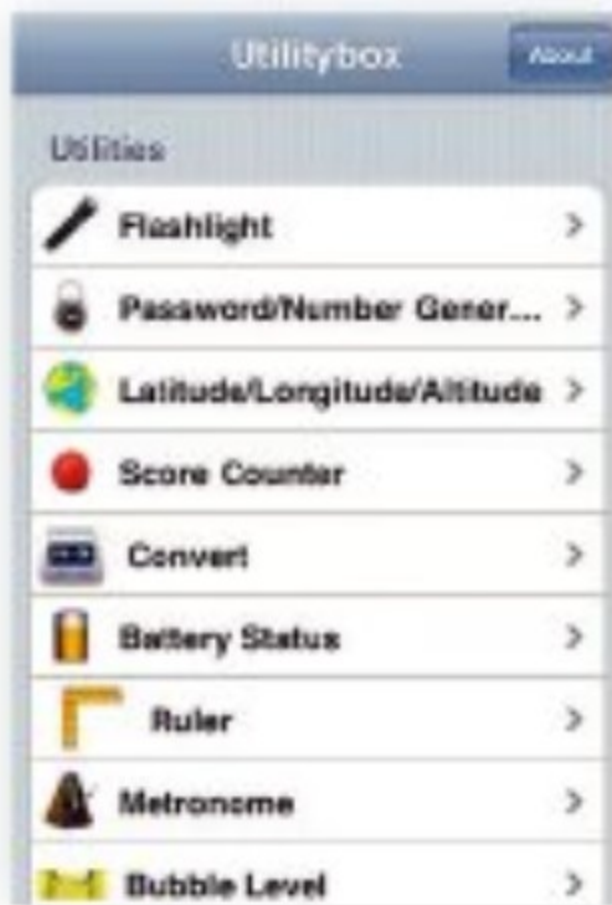 Utilitybox
About
Utilities
Flashlight
Password/Number Gener...
Latitude/Longitude/Altitude
Score Counter
Convert
Battery Status
Ruler
Metronome
Bubble Level